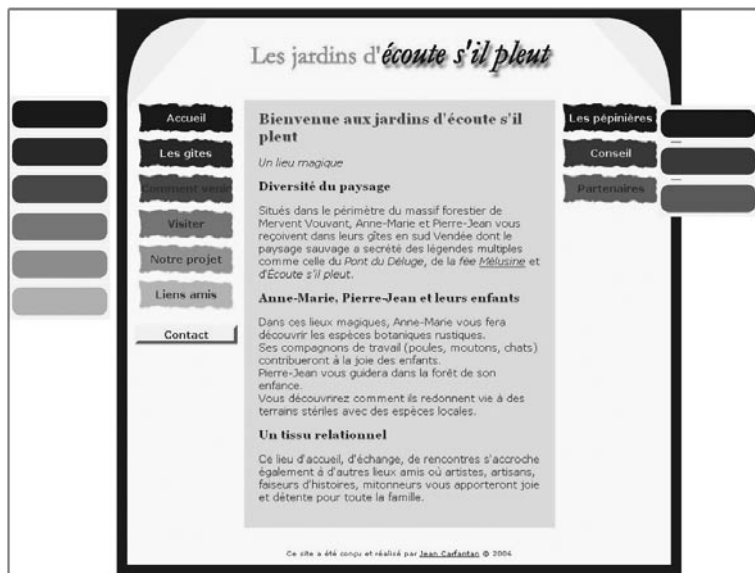 Les jardins d'écoute s'il pleut
Accueil
Les gîtes
Comment venir
Visiter
Notre projet
Liens amis
Contact
Bienvenue aux jardins d'écoute s'il
pleut
Un lieu magique
Diversité du paysage
Situés dans le périmètre du massif forestier de
Mervent Vouvant, Anne-Marie et Pierre-Jean vous
reçoivent dans leurs gîtes en sud Vendée dont le
paysage sauvage a secrété des légendes multiples
comme celle du Pont du Déluge, de la fée Mélusine et
d'Écoute s'il pleut.
Anne-Marie, Pierre-Jean et leurs enfants
Dans ces lieux magiques, Anne-Marie vous fera
découvrir les espèces botaniques rustiques.
Ses compagnons de travail (poules, moutons, chats)
contribueront à la joie des enfants.
Pierre-Jean vous guidera dans la forêt de son
enfance.
Vous découvrirez comment ils redonnent vie à des
terrains stériles avec des espèces locales.
Un tissu relationnel
Ce lieu d'accueil, d'échange, de rencontres s'accroche
également à d'autres lieux amis où artistes, artisans,
faiseurs d'histoires, mitonneurs vous apporteront joie
et détente pour toute la famille.
Les pépinières
Conseil
Partenaires
Ce site a été conçu et réalisé par Jean Carfantan © 2006